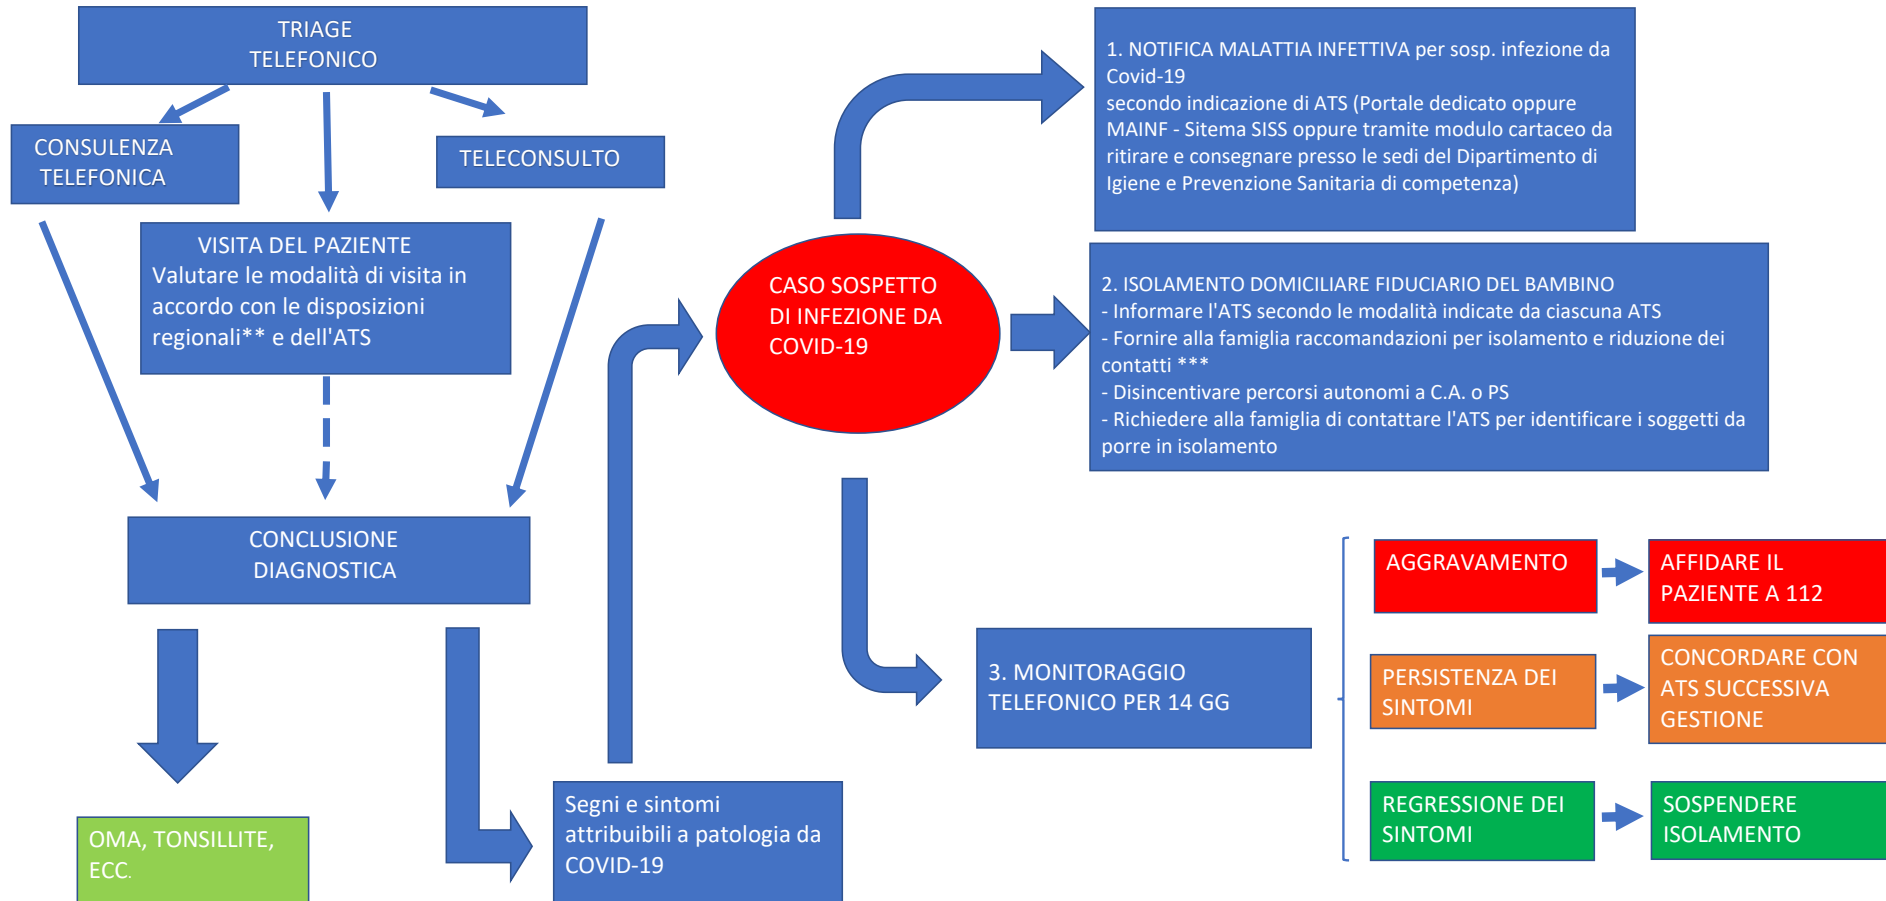 TRIAGE
TELEFONICO
CONSULENZA
TELEFONICA
TELECONSULTO
VISITA DEL PAZIENTE
Valutare le modalità di visita in
accordo con le disposizioni
regionali** e dell'ATS
CONCLUSIONE
DIAGNOSTICA
OMA, TONSILLITE,
ECC.
Segni e sintomi
attribuibili a patologia da
COVID-19
CASO SOSPETTO
DI INFEZIONE DA
COVID-19
1. NOTIFICA MALATTIA INFETTIVA per sosp. infezione da
Covid-19
secondo indicazione di ATS (Portale dedicato oppure
MAINF - Sitema SISS oppure tramite modulo cartaceo da
ritirare e consegnare presso le sedi del Dipartimento di
Igiene e Prevenzione Sanitaria di competenza)
2. ISOLAMENTO DOMICILIARE FIDUCIARIO DEL BAMBINO
- Informare l'ATS secondo le modalità indicate da ciascuna ATS
- Fornire alla famiglia raccomandazioni per isolamento e riduzione dei
contatti ***
- Disincentivare percorsi autonomi a C.A. o PS
- Richiedere alla famiglia di contattare l'ATS per identificare i soggetti da
porre in isolamento
3. MONITORAGGIO
TELEFONICO PER 14 GG
AGGRAVAMENTO
AFFIDARE IL
PAZIENTE A 112
PERSISTENZA DEI
SINTOMI
CONCORDARE CON
ATS SUCCESSIVA
GESTIONE
REGRESSIONE DEI
SINTOMI
SOSPENDERE
ISOLAMENTO